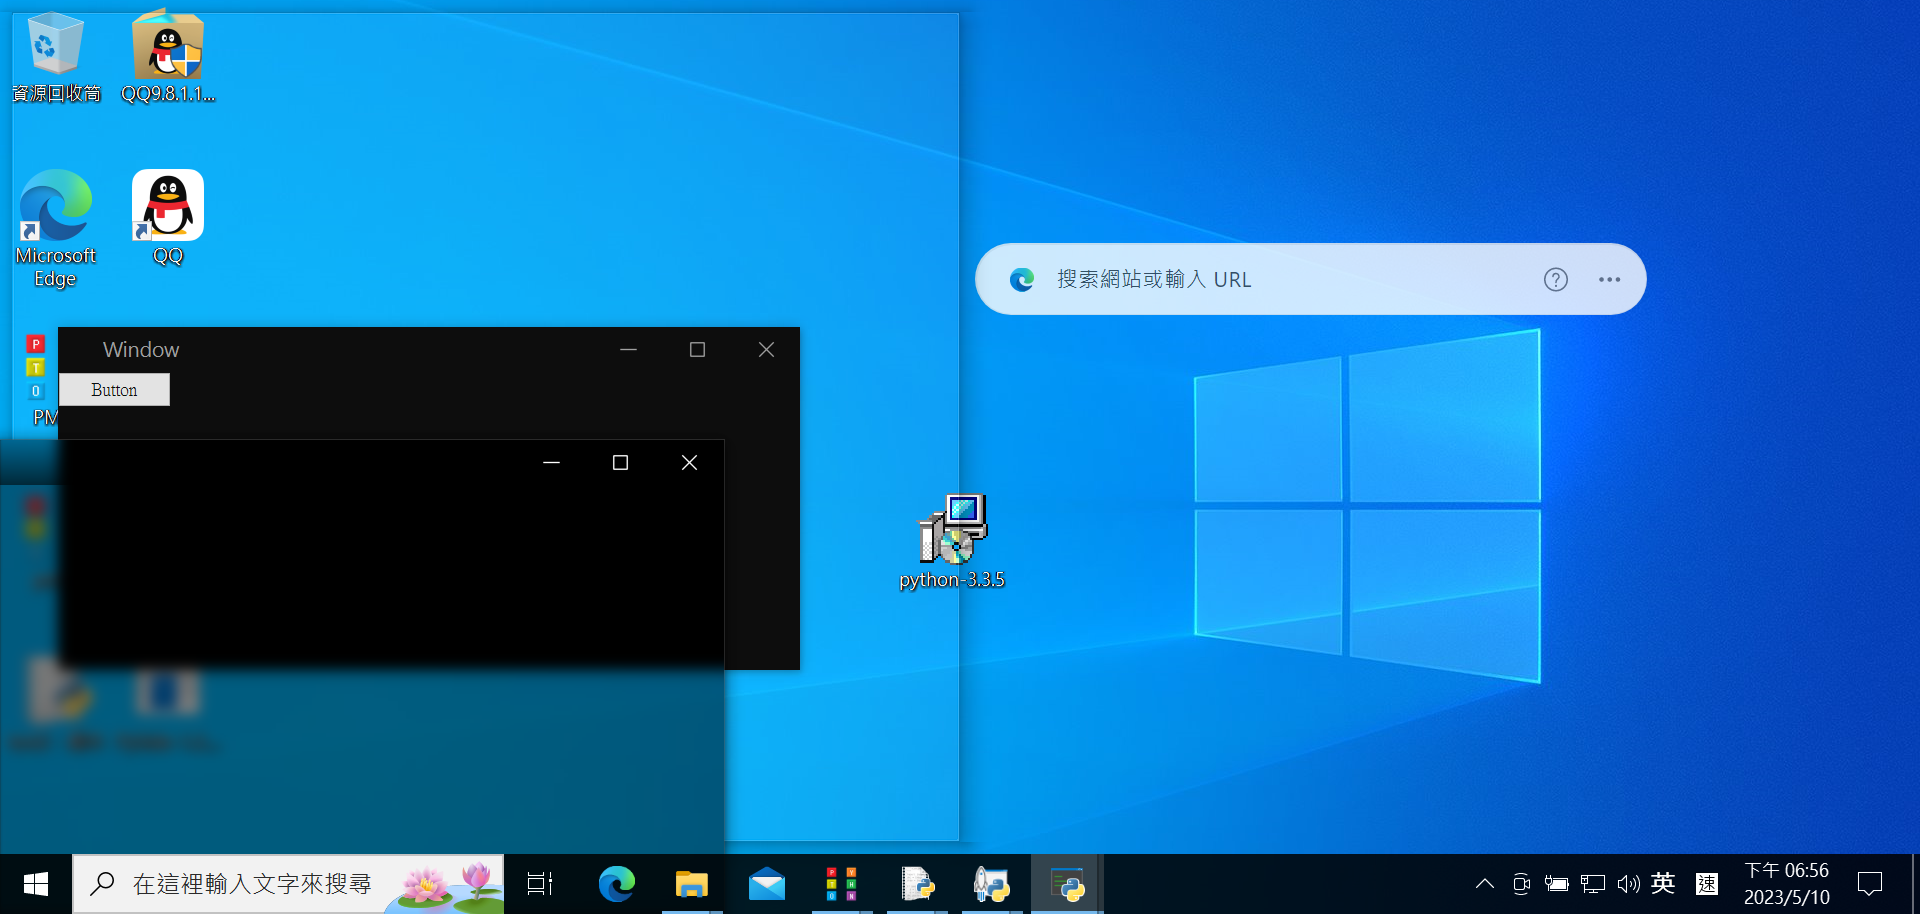 資源回收筒
QQ9.8.1.1...
Microsoft
Edge
QQ
搜索網站或輸入 URL
P
T
O
PM
Window
Button
python-3.3.5
在這裡輸入文字來搜尋
P Y
T H
O N
英
速
下午 06:56
2023/5/10